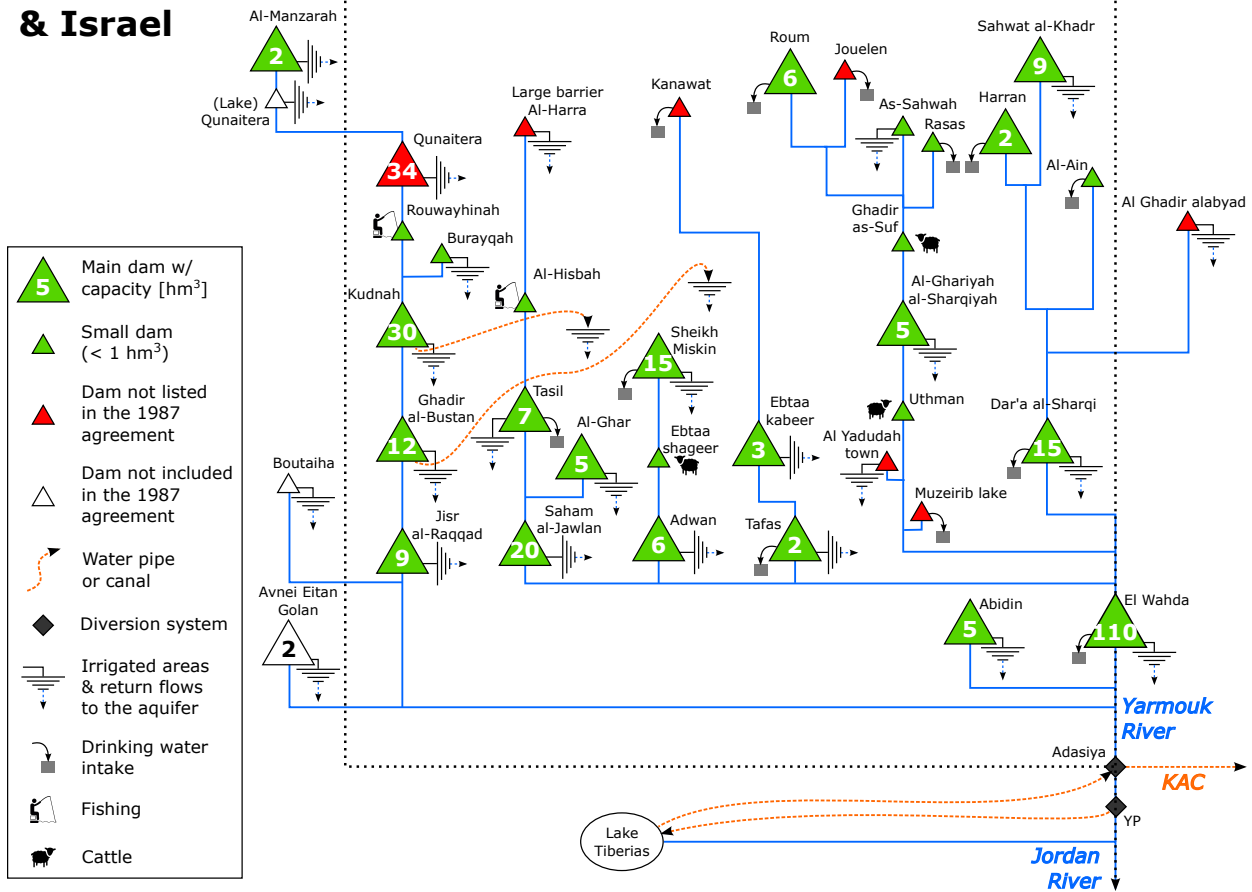 & Israel
Al-Manzarah
2
(Lake)
Qunaitera
Qunaitera
34
Rouwayhinah
Burayqah
Kudnah
30
Ghadir
al-Bustan
12
Boutaiha
Jisr
al-Raqqad
9
Avnei Eitan
Golan
2
Large barrier
Al-Harra
Al-Hisbah
Tasil
7
Al-Ghar
5
Saham
al-Jawlan
20
Sheikh
Miskin
15
Ebtaa
shageer
Adwan
6
Kanawat
Ebtaa
kabeer
3
Tafas
2
Roum
6
Jouelen
As-Sahwah
Rasas
Ghadir
as-Suf
Al-Ghariyah
al-Sharqiyah
5
Uthman
Al Yadudah
town
Muzeirib lake
Sahwat al-Khadr
9
Harran
2
Al-Ain
Al Ghadir alabyad
Dar'a al-Sharqi
15
Abidin
5
El Wahda
110
Yarmouk
River
Adasiya
KAC
YP
Lake
Tiberias
Jordan
River
5
Main dam w/
capacity [hm³]
Small dam
(< 1 hm³)
Dam not listed
in the 1987
agreement
Dam not included
in the 1987
agreement
Water pipe
or canal
Diversion system
Irrigated areas
& return flows
to the aquifer
Drinking water
intake
Fishing
Cattle